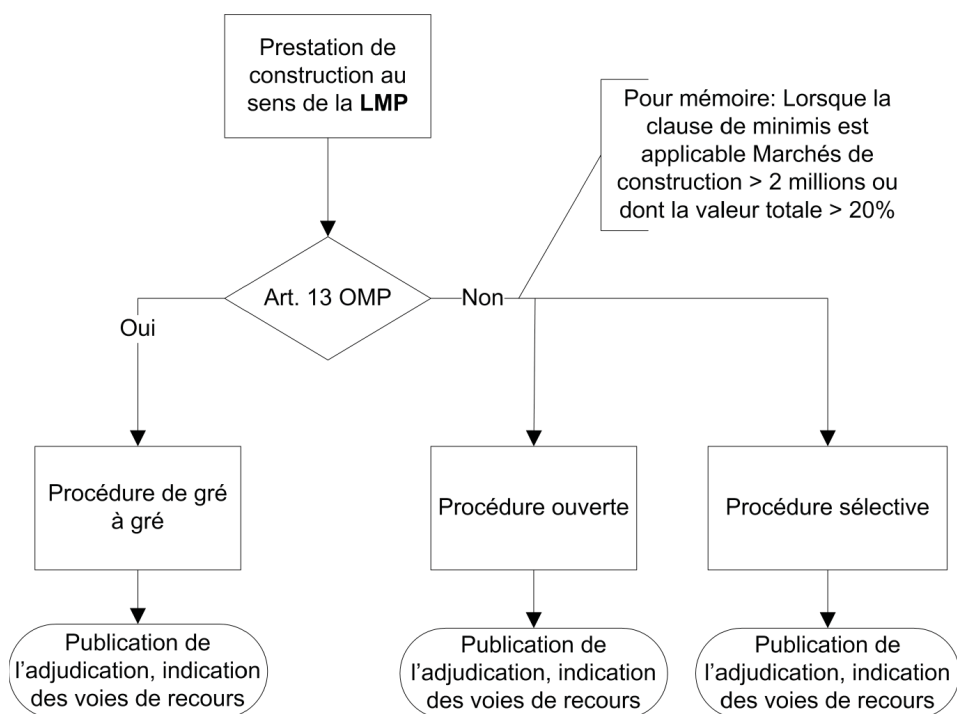 Prestation de
construction au
sens de la LMP
Pour mémoire: Lorsque la
clause de minimis est
applicable Marchés de
construction > 2 millions ou
dont la valeur totale > 20%
Art. 13 OMP
Non
Oui
Procédure de gré
à gré
Procédure ouverte
Procédure sélective
Publication de
l’adjudication, indication
des voies de recours
Publication de
l’adjudication, indication
des voies de recours
Publication de
l’adjudication, indication
des voies de recours